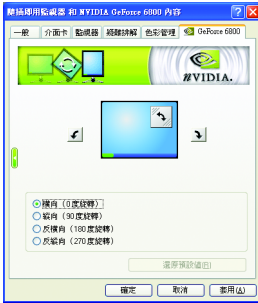 隨插即用監視器 和 NVIDIA GeForce 6800 內容
一般 介面卡 監視器 疑難排解 色彩管理 GeForce 6800
NVIDIA.
橫向 (0度旋轉)
縱向 (90度旋轉)
反橫向 (180度旋轉)
反縱向 (270度旋轉)
還原預設值(R)
確定 取消 套用(A)